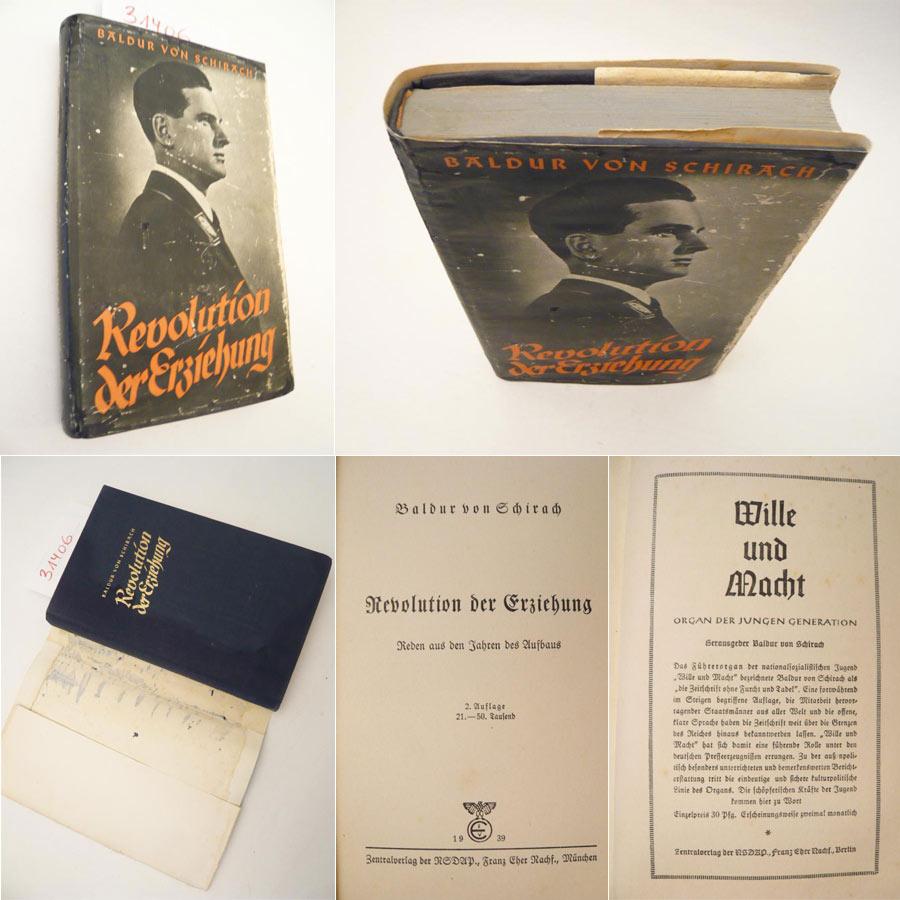 31406
BALDUR VON SCHIRACH
Revolution
der Erziehung
BALDUR VON SCHIRACH
Revolution
der Erziehung
31406
BALDUR VON SCHIRACH
Revolution
der Erziehung
Baldur von Schirach
Revolution der Erziehung
Reden aus den Jahren des Aufbaus
2. Auflage
21.—50. Tausend
19 39
Zentralverlag der NSDAP., Franz Eher Nachf., München
Wille
und
Macht
ORGAN DER JUNGEN GENERATION
Herausgeber Baldur von Schirach
Das Führerorgan der nationalsozialistischen Jugend
„Wille und Macht" bezeichnete Baldur von Schirach als
„die Zeitschrift ohne Furcht und Tadel". Eine fortwährend
im Steigen begriffene Auflage, die Mitarbeit hervor-
ragender Staatsmänner aus aller Welt und die offene,
klare Sprache haben die Zeitschrift weit über die Grenzen
des Reiches hinaus bekanntwerden lassen. „Wille und
Macht" hat sich damit eine führende Rolle unter den
deutschen Presseerzeugnissen errungen. Zu der außenpoli-
tisch besonders unterrichteten und bemerkenswerten Bericht-
erstattung tritt die eindeutige und sichere kulturpolitische
Linie des Organs. Die schöpferischen Kräfte der Jugend
kommen hier zu Wort
Einzelpreis 30 Pfg. Erscheinungsweise zweimal monatlich
*
Zentralverlag der NSDAP., Franz Eher Nachf., Berlin